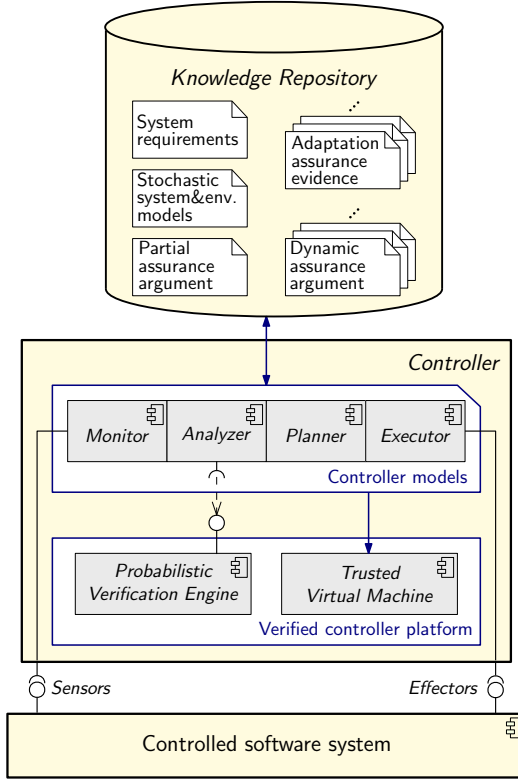 Knowledge Repository
System
requirements
Stochastic
system&env.
models
Partial
assurance
argument
...
Adaptation
assurance
evidence
...
Dynamic
assurance
argument
Controller
Monitor
Analyzer
Planner
Executor
Controller models
Probabilistic
Verification Engine
Trusted
Virtual Machine
Verified controller platform
Sensors
Effectors
Controlled software system